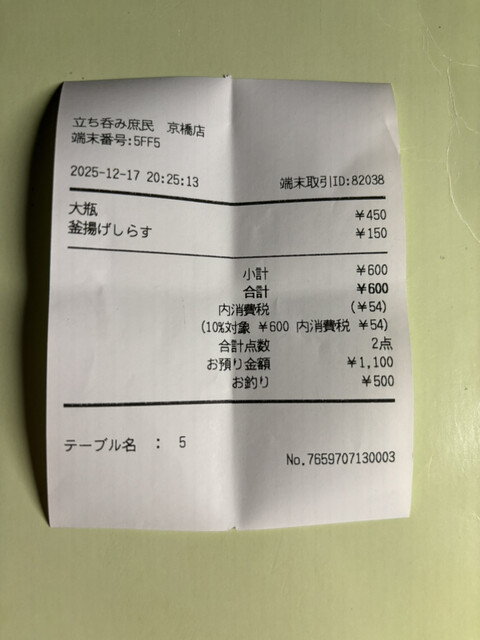 立ち呑み庶民　京橋店
端末番号:5FF5
2025-12-17 20:25:13 端末取引ID:82038
大瓶 ¥450
釜揚げしらす ¥150
小計 ¥600
合計 ¥600
内消費税 (¥54)
(10%対象 ¥600 内消費税 ¥54)
合計点数 2点
お預り金額 ¥1,100
お釣り ¥500
テーブル名 : 5
No.7659707130003